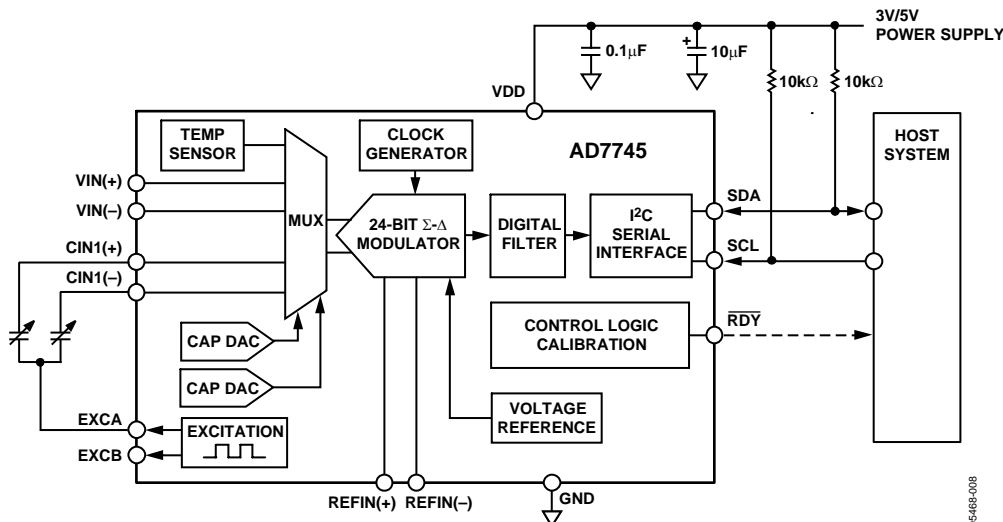 3V/5V
POWER SUPPLY
0.1µF
+
10µF
10kΩ
10kΩ
VDD
TEMP
SENSOR
CLOCK
GENERATOR
AD7745
HOST
SYSTEM
VIN(+)
VIN(–)
MUX
24-BIT Σ-Δ
MODULATOR
DIGITAL
FILTER
I²C
SERIAL
INTERFACE
SDA
SCL
CIN1(+)
CIN1(–)
CAP DAC
CAP DAC
CONTROL LOGIC
CALIBRATION
R̅D̅Y̅
VOLTAGE
REFERENCE
EXCA
EXCB
EXCITATION
REFIN(+)
REFIN(–)
GND
05468-008